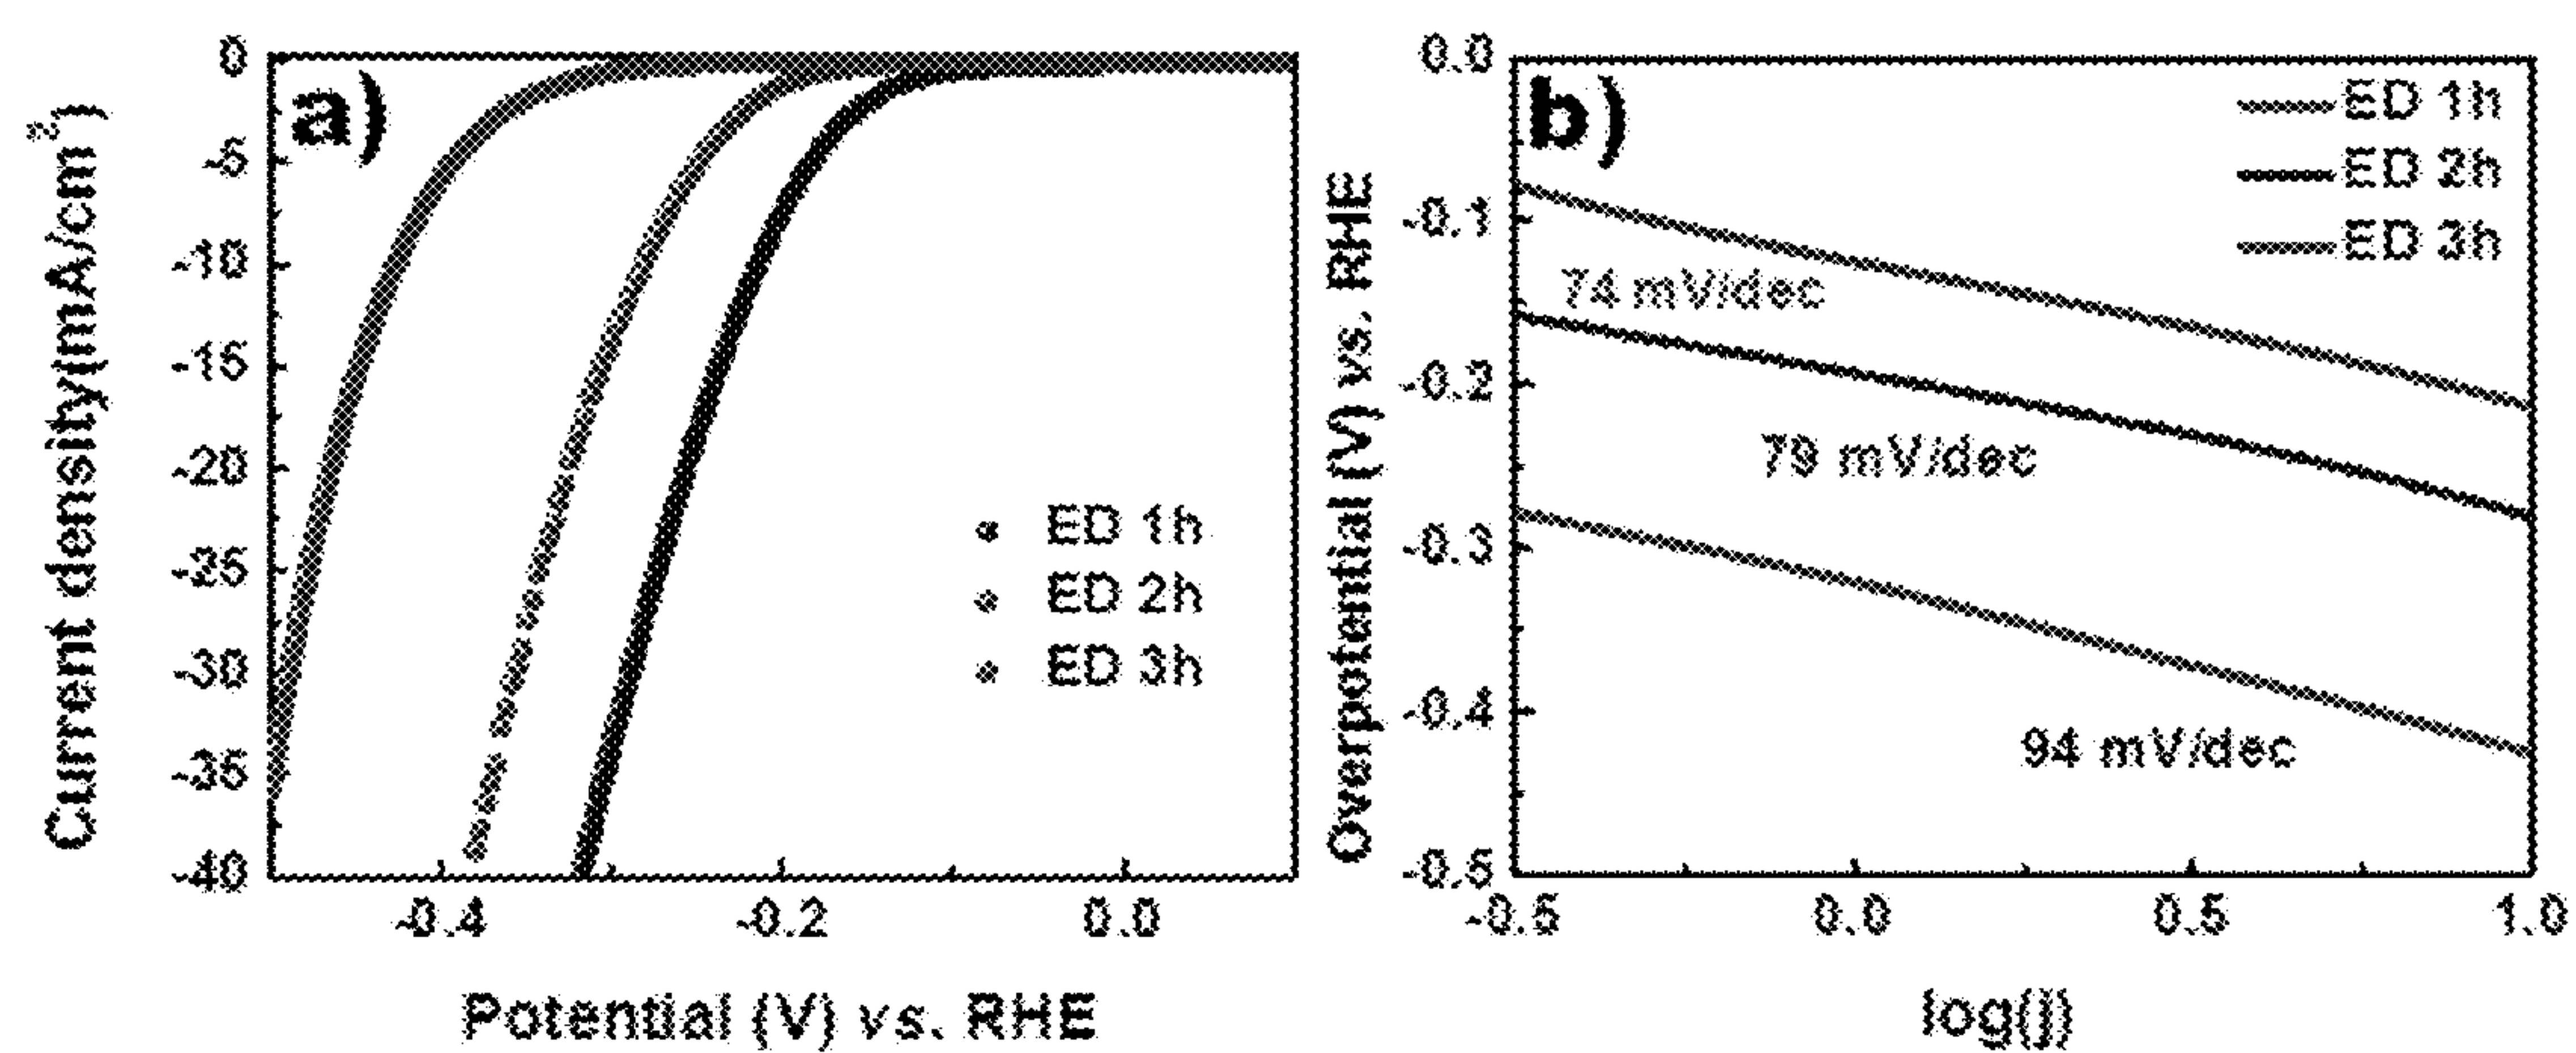 a)
Current density(mA/cm²)
0
-5
-10
-15
-20
-25
-30
-35
-40
ED 1h
ED 2h
ED 3h
-0.4 -0.2 0.0
Potential (V) vs. RHE
b)
Overpotential (V) vs. RHE
0.0
-0.1
-0.2
-0.3
-0.4
-0.5
ED 1h
ED 2h
ED 3h
74 mV/dec
79 mV/dec
94 mV/dec
-0.5 0.0 0.5 1.0
log(j)